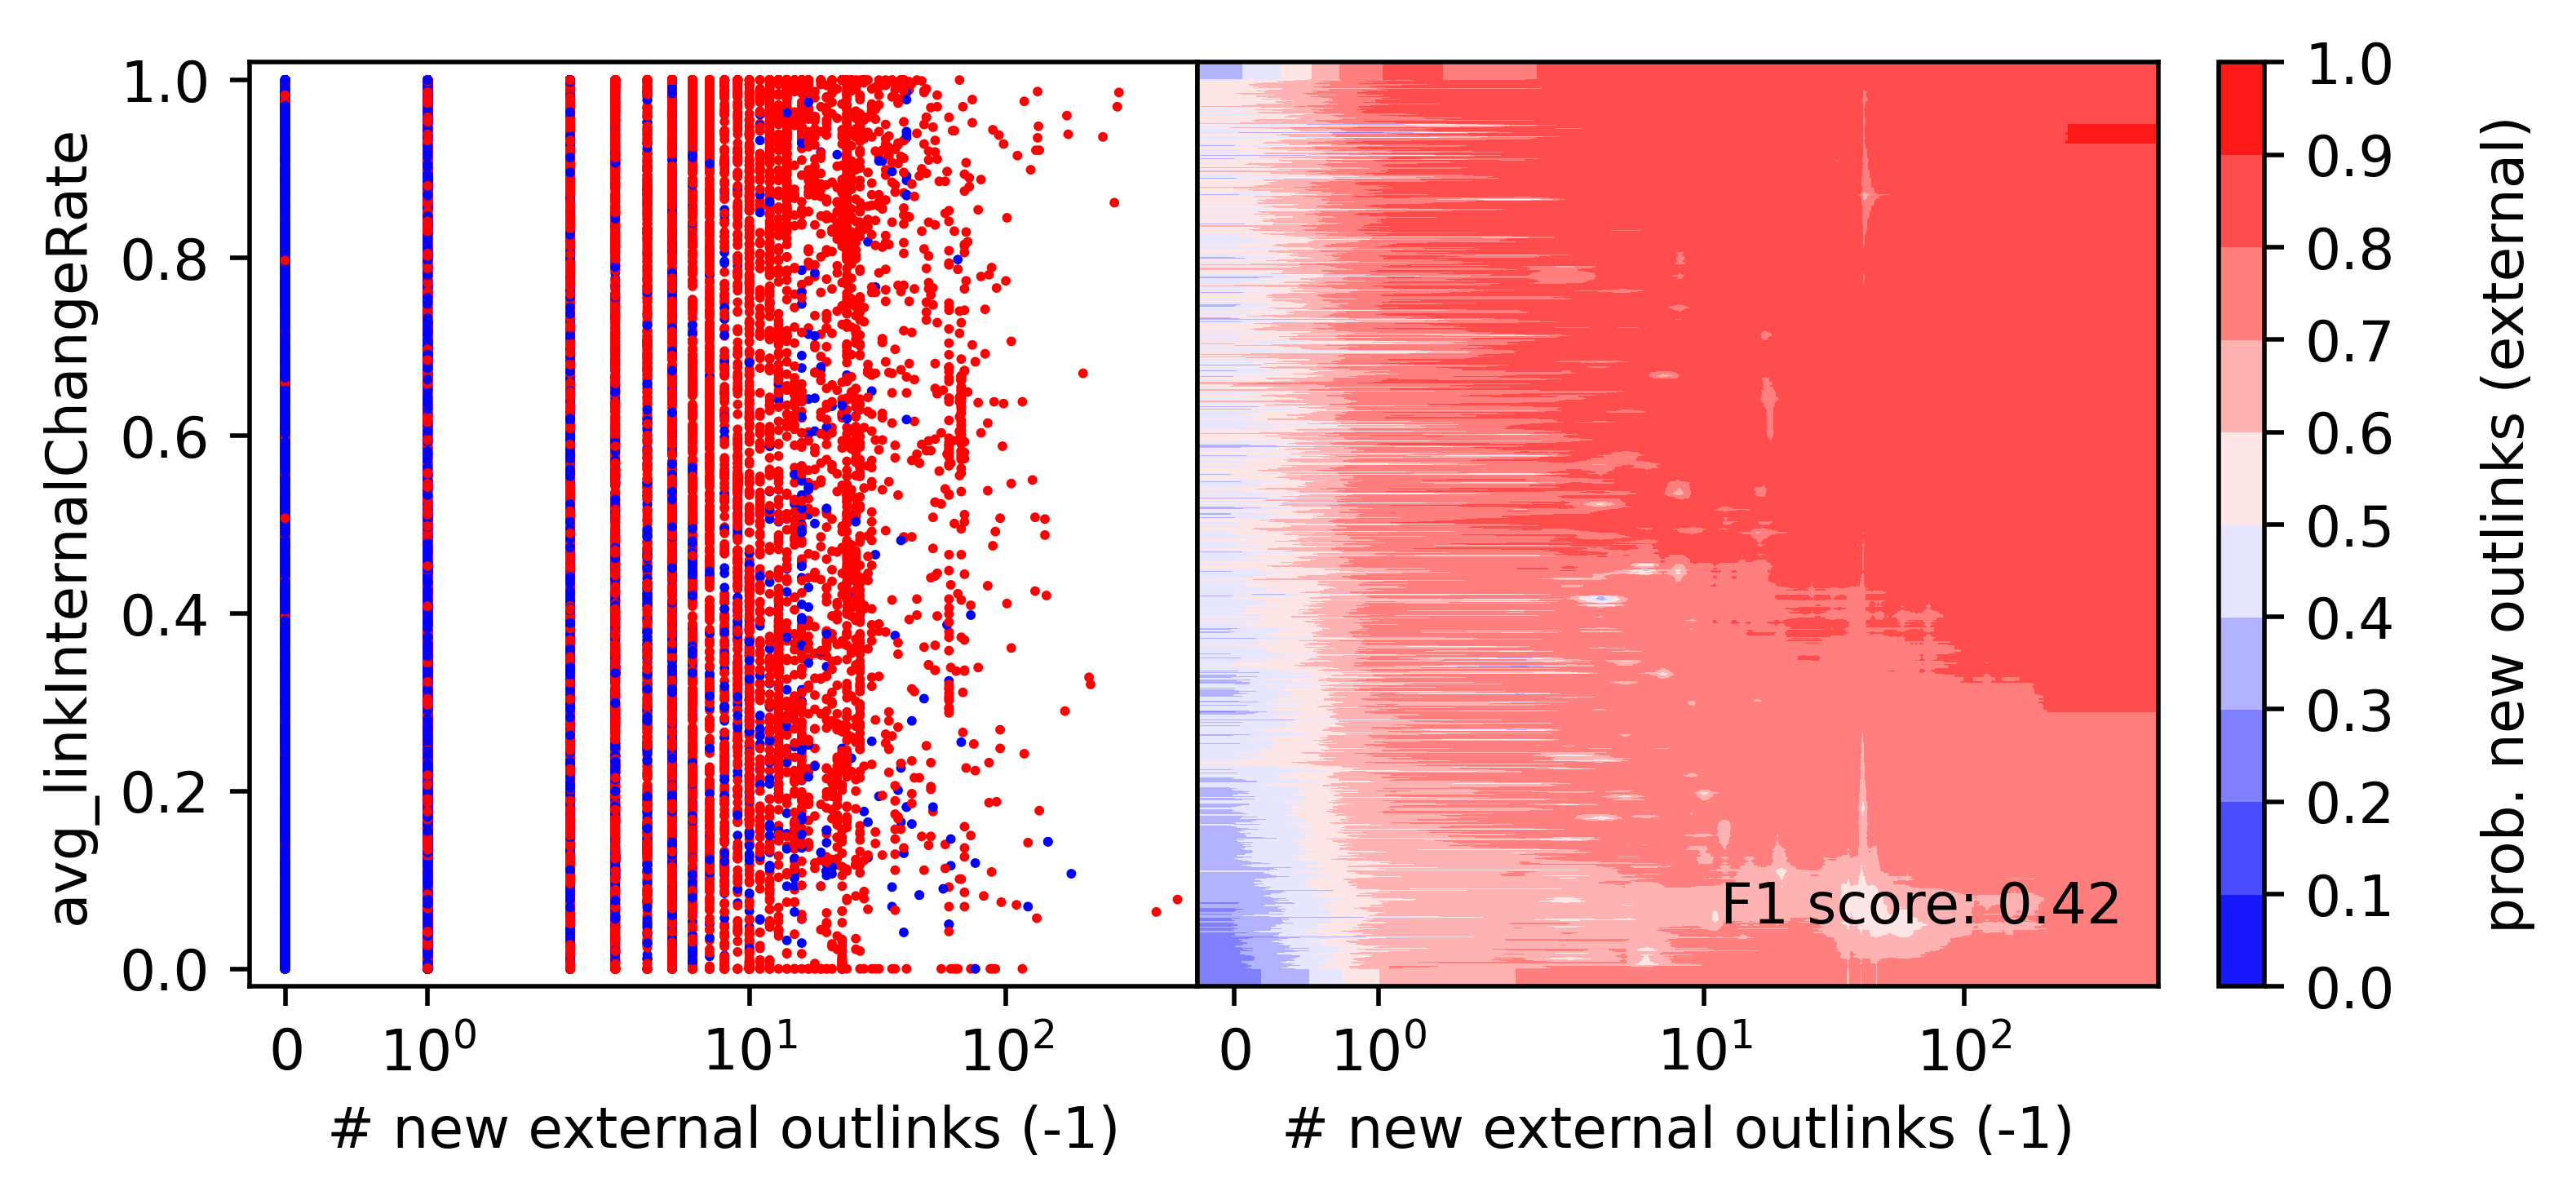 avg_linkInternalChangeRate
1.0
0.8
0.6
0.4
0.2
0.0
0 10⁰ 10¹ 10²
# new external outlinks (-1)
F1 score: 0.42
0 10⁰ 10¹ 10²
# new external outlinks (-1)
1.0
0.9
0.8
0.7
0.6
0.5
0.4
0.3
0.2
0.1
0.0
prob. new outlinks (external)